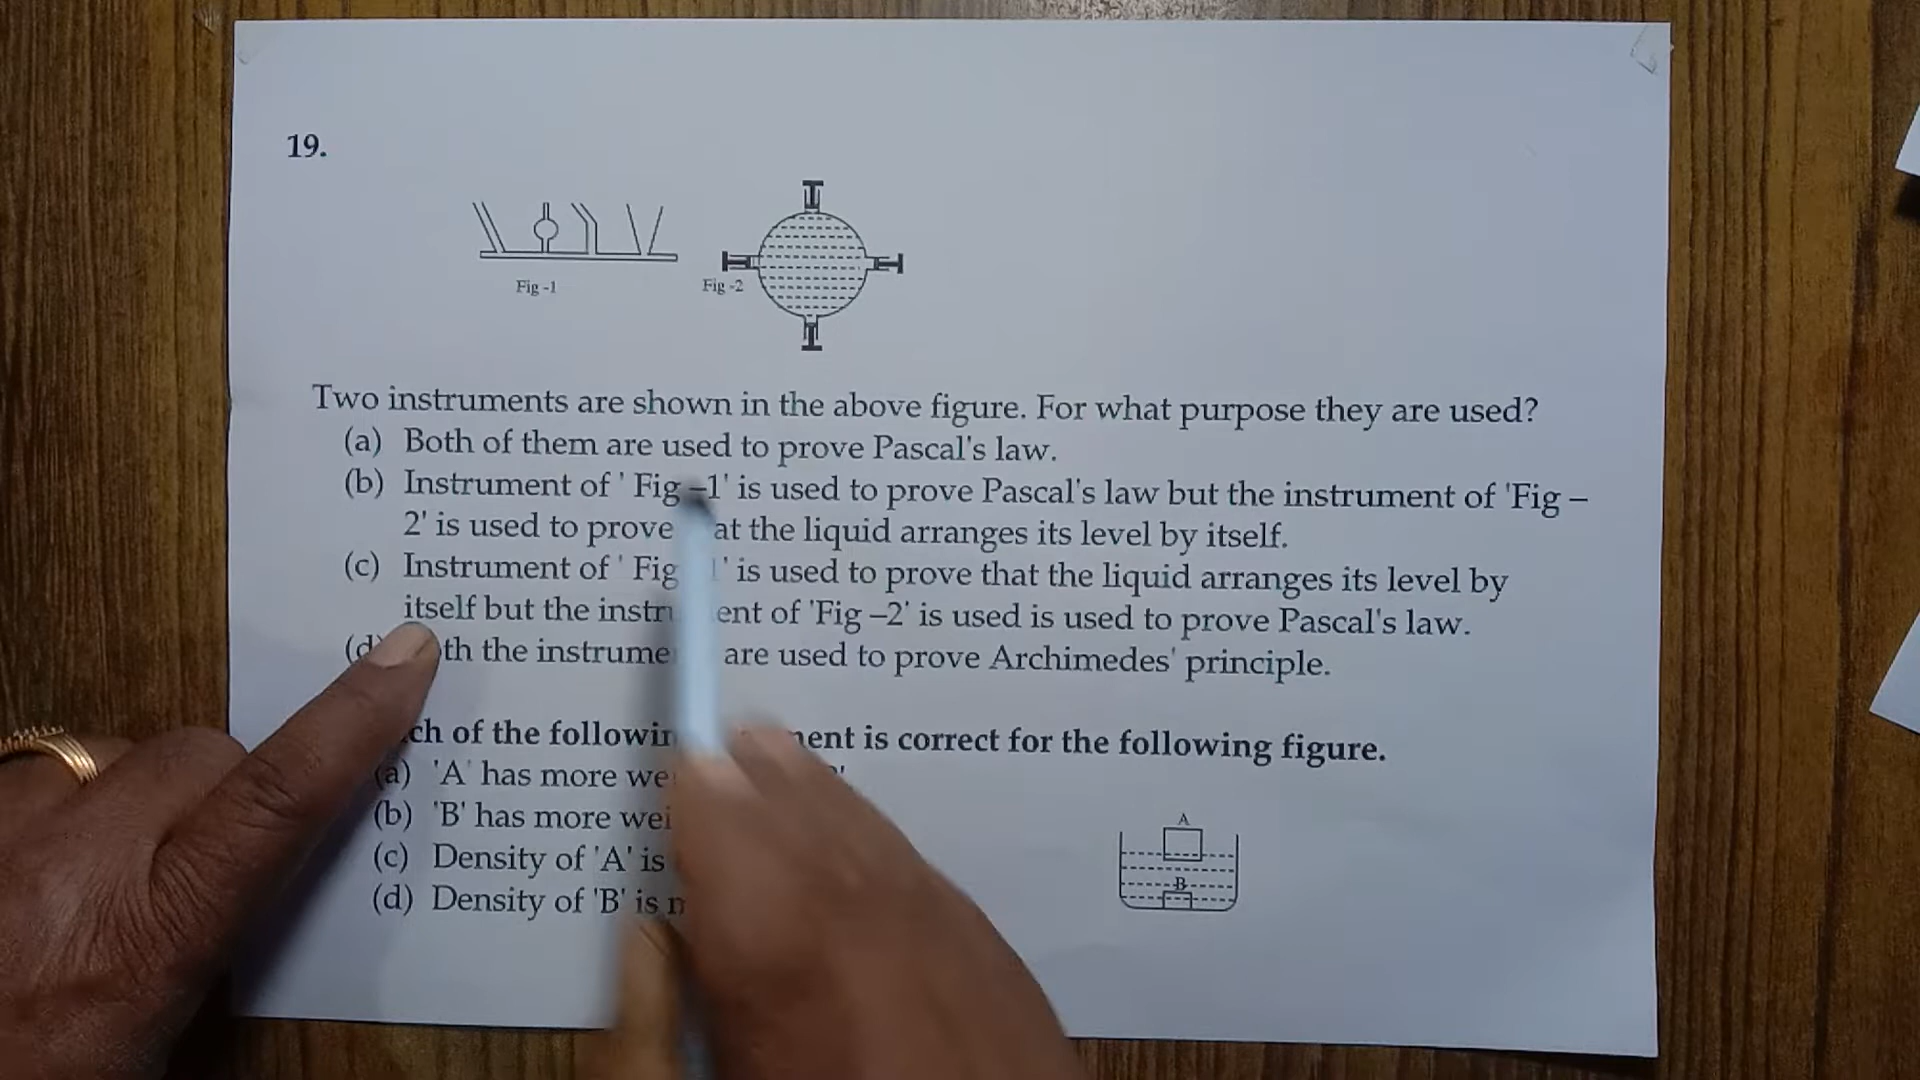 19.
Fig -1
Fig -2
Two instruments are shown in the above figure. For what purpose they are used?
(a) Both of them are used to prove Pascal's law.
(b) Instrument of ' Fig –1' is used to prove Pascal's law but the instrument of 'Fig –
2' is used to prove at the liquid arranges its level by itself.
(c) Instrument of ' Fig ' is used to prove that the liquid arranges its level by
itself but the instr ent of 'Fig –2' is used is used to prove Pascal's law.
(d) th the instrume are used to prove Archimedes' principle.
ch of the followin ent is correct for the following figure.
(a) 'A' has more we
(b) 'B' has more wei
(c) Density of 'A' is
(d) Density of 'B' is
A
B